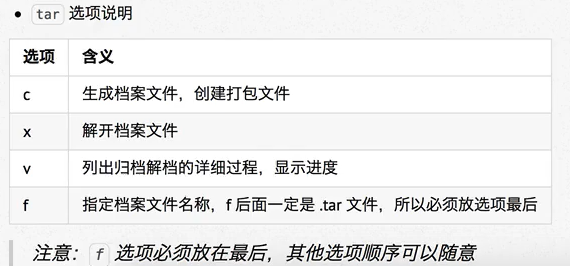 • tar 选项说明
选项 含义
c 生成档案文件，创建打包文件
x 解开档案文件
v 列出归档解档的详细过程，显示进度
f 指定档案文件名称，f 后面一定是 .tar 文件，所以必须放选项最后
注意：f 选项必须放在最后，其他选项顺序可以随意